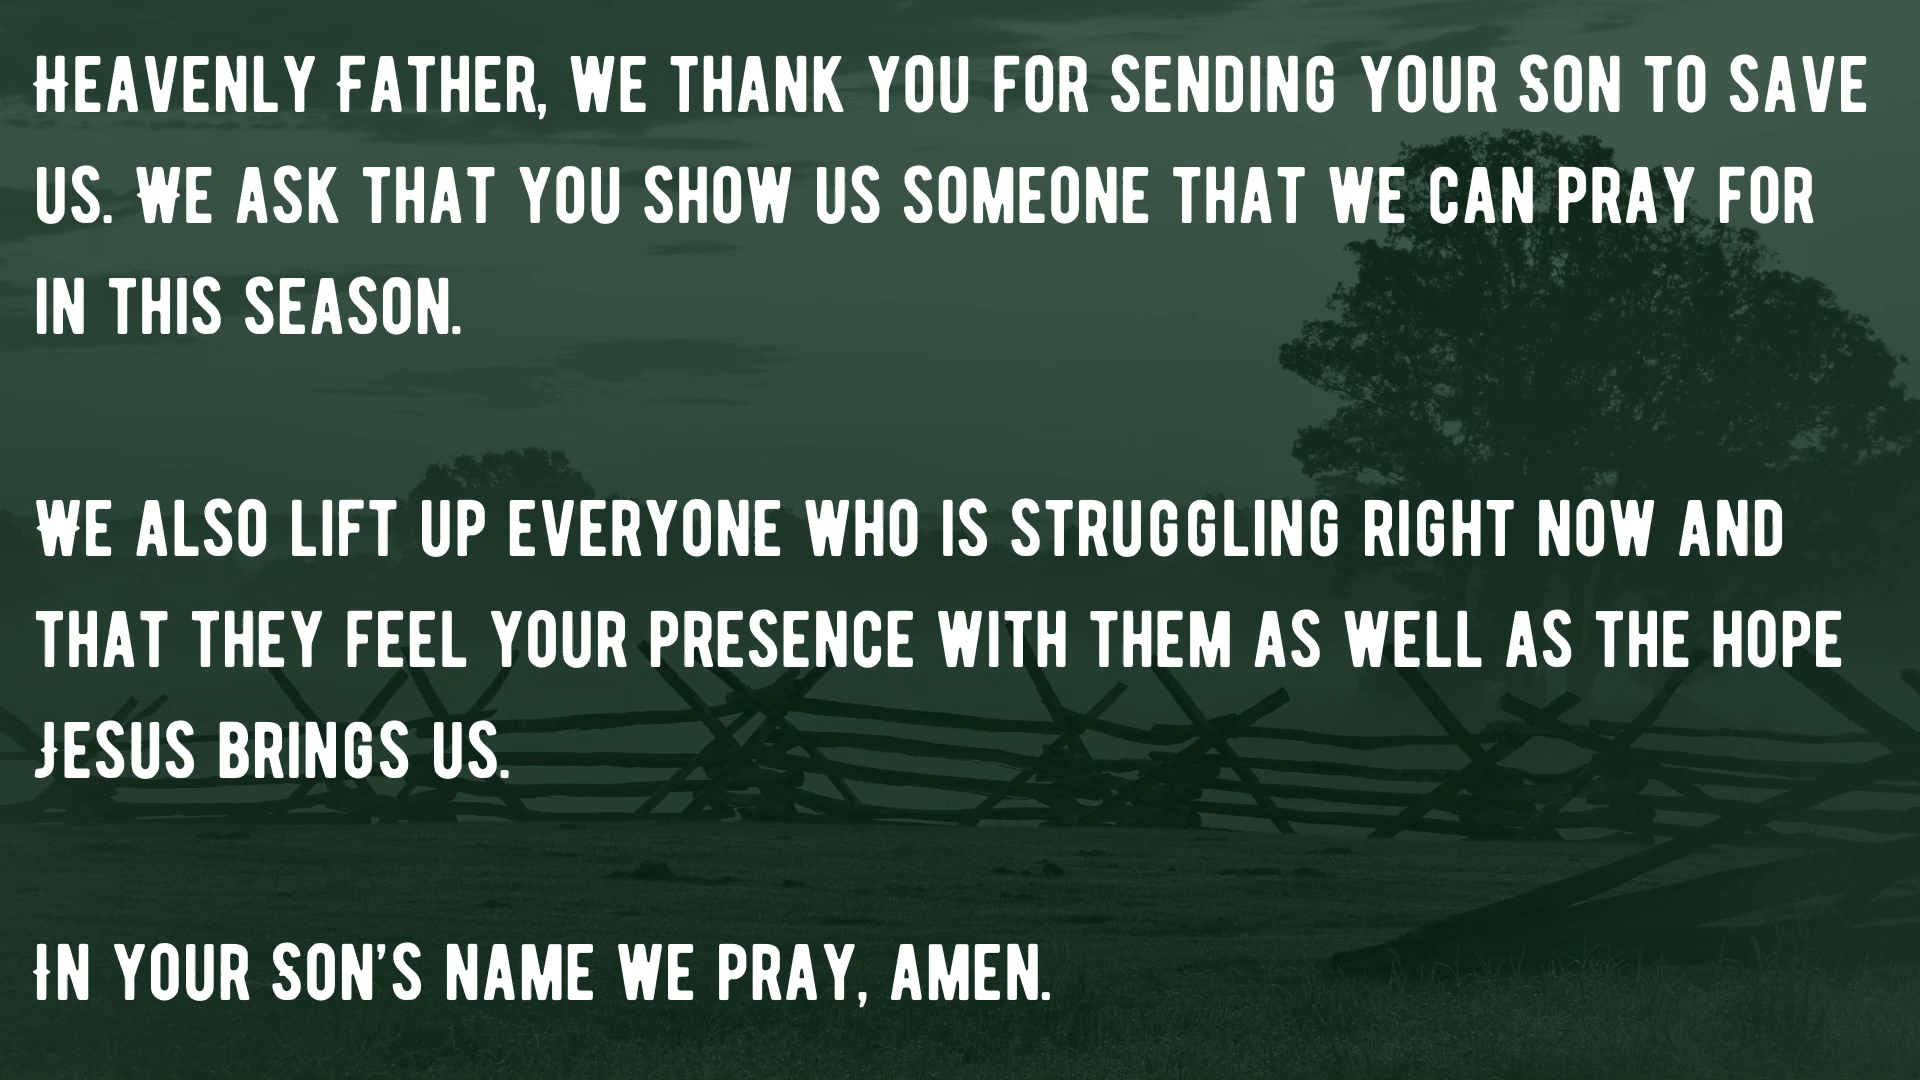 Heavenly Father, we thank you for sending your Son to save
us. We ask that you show us someone that we can pray for
in this season.
We also lift up everyone who is struggling right now and
that they feel your presence with them as well as the hope
Jesus brings us.
In your Son’s name we pray, amen.